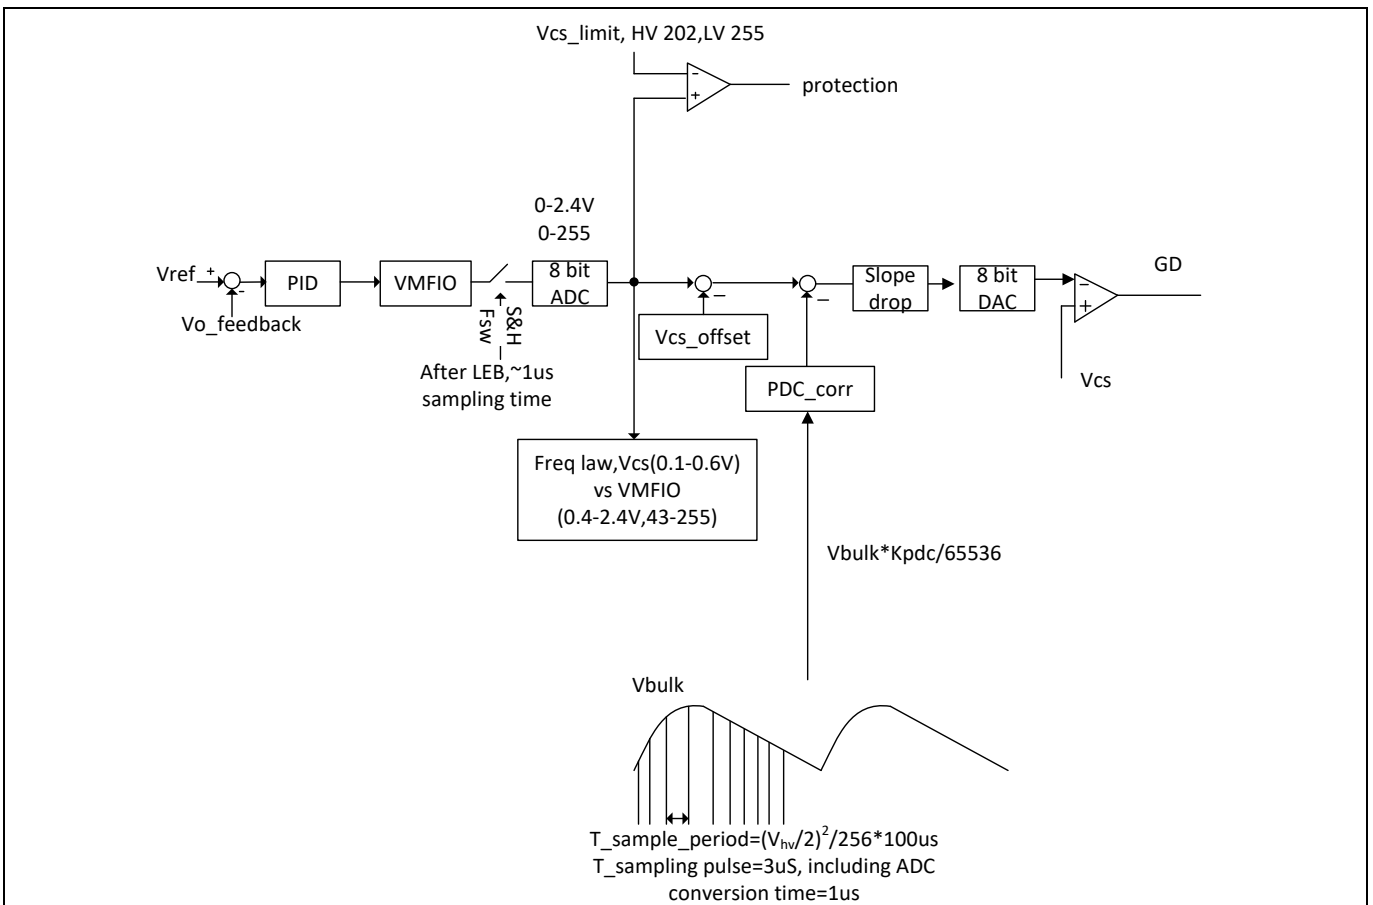 Vcs_limit, HV 202,LV 255
-
+
protection
0-2.4V
0-255
Vref
+
-
Vo_feedback
PID
VMFIO
S&H
Fsw
After LEB,~1us
sampling time
8 bit
ADC
–
Vcs_offset
–
PDC_corr
Slope
drop
8 bit
DAC
–
+
GD
Vcs
Freq law,Vcs(0.1-0.6V)
vs VMFIO
(0.4-2.4V,43-255)
Vbulk*Kpdc/65536
Vbulk
T_sample_period=(Vhv/2)²/256*100us
T_sampling pulse=3uS, including ADC
conversion time=1us